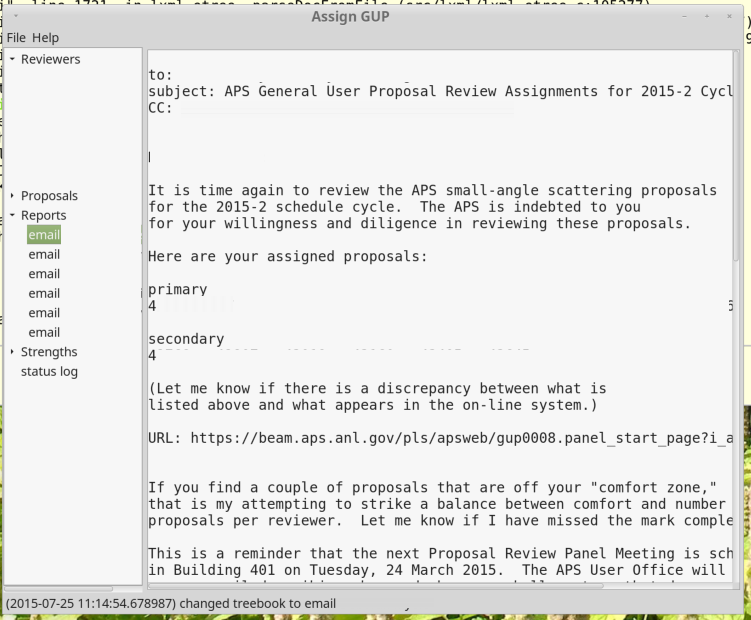 Assign GUP
File Help
Reviewers
Proposals
Reports
email
email
email
email
email
email
Strengths
status log
to:
subject: APS General User Proposal Review Assignments for 2015-2 Cycl
CC:
It is time again to review the APS small-angle scattering proposals
for the 2015-2 schedule cycle.  The APS is indebted to you
for your willingness and diligence in reviewing these proposals.
Here are your assigned proposals:
primary
4
secondary
4
(Let me know if there is a discrepancy between what is
listed above and what appears in the on-line system.)
URL: https://beam.aps.anl.gov/pls/apsweb/gup0008.panel_start_page?i_a
If you find a couple of proposals that are off your "comfort zone,"
that is my attempting to strike a balance between comfort and number
proposals per reviewer.  Let me know if I have missed the mark comple
This is a reminder that the next Proposal Review Panel Meeting is sch
in Building 401 on Tuesday, 24 March 2015.  The APS User Office will
(2015-07-25 11:14:54.678987) changed treebook to email